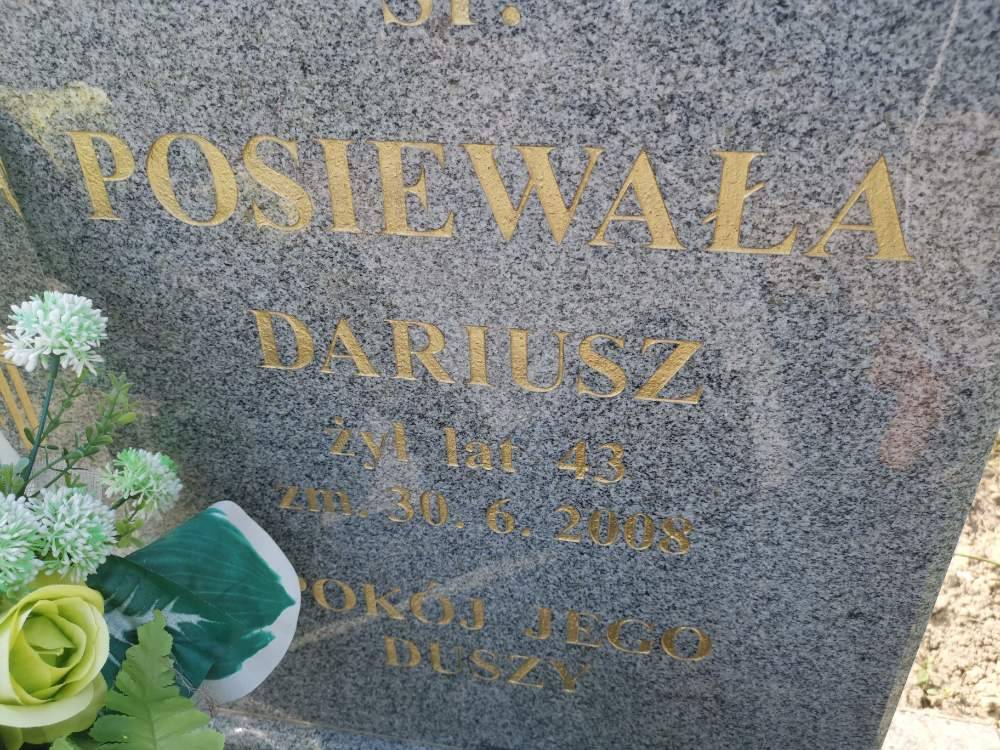 POSIEWAŁA
DARIUSZ
żył lat 43
zm. 30. 6. 2008
POKÓJ JEGO
DUSZY